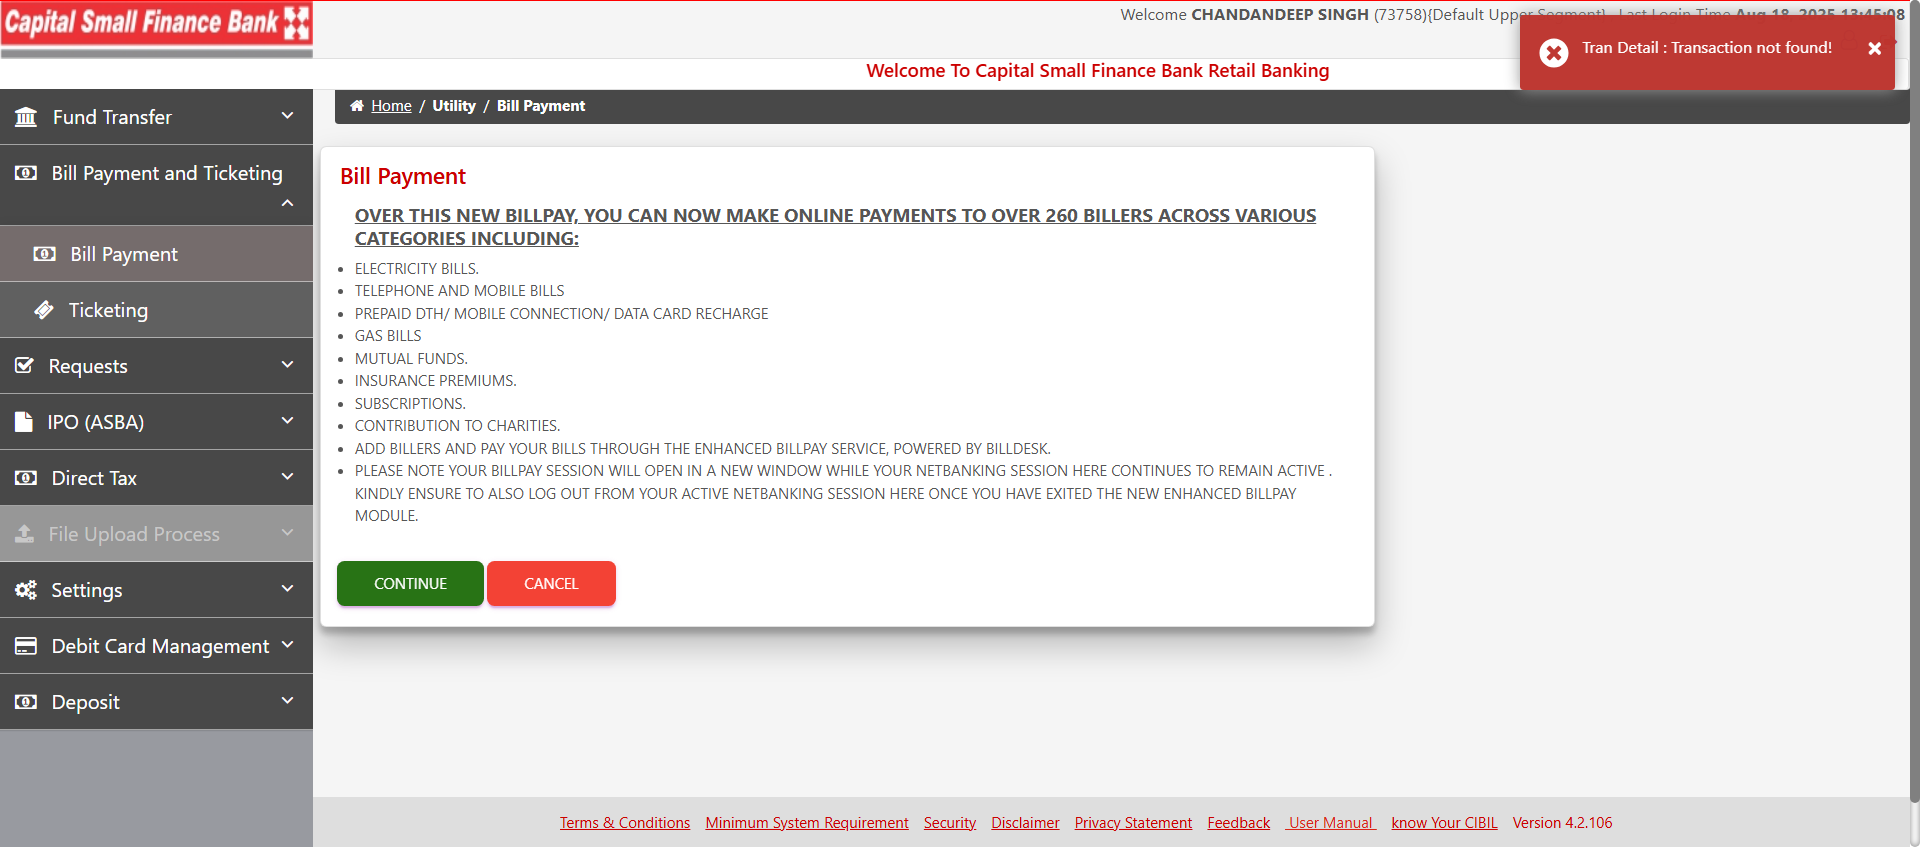 Capital Small Finance Bank
Welcome CHANDANDEEP SINGH (73758){Default Upper Segment} Last Login Time Aug 18, 2025 13:45:08
Tran Detail : Transaction not found!
Welcome To Capital Small Finance Bank Retail Banking
Home / Utility / Bill Payment
Fund Transfer
Bill Payment and Ticketing
Bill Payment
Ticketing
Requests
IPO (ASBA)
Direct Tax
File Upload Process
Settings
Debit Card Management
Deposit
Bill Payment
OVER THIS NEW BILLPAY, YOU CAN NOW MAKE ONLINE PAYMENTS TO OVER 260 BILLERS ACROSS VARIOUS
CATEGORIES INCLUDING:
ELECTRICITY BILLS.
TELEPHONE AND MOBILE BILLS
PREPAID DTH/ MOBILE CONNECTION/ DATA CARD RECHARGE
GAS BILLS
MUTUAL FUNDS.
INSURANCE PREMIUMS.
SUBSCRIPTIONS.
CONTRIBUTION TO CHARITIES.
ADD BILLERS AND PAY YOUR BILLS THROUGH THE ENHANCED BILLPAY SERVICE, POWERED BY BILLDESK.
PLEASE NOTE YOUR BILLPAY SESSION WILL OPEN IN A NEW WINDOW WHILE YOUR NETBANKING SESSION HERE CONTINUES TO REMAIN ACTIVE .
KINDLY ENSURE TO ALSO LOG OUT FROM YOUR ACTIVE NETBANKING SESSION HERE ONCE YOU HAVE EXITED THE NEW ENHANCED BILLPAY
MODULE.
CONTINUE CANCEL
Terms & Conditions Minimum System Requirement Security Disclaimer Privacy Statement Feedback User Manual know Your CIBIL Version 4.2.106